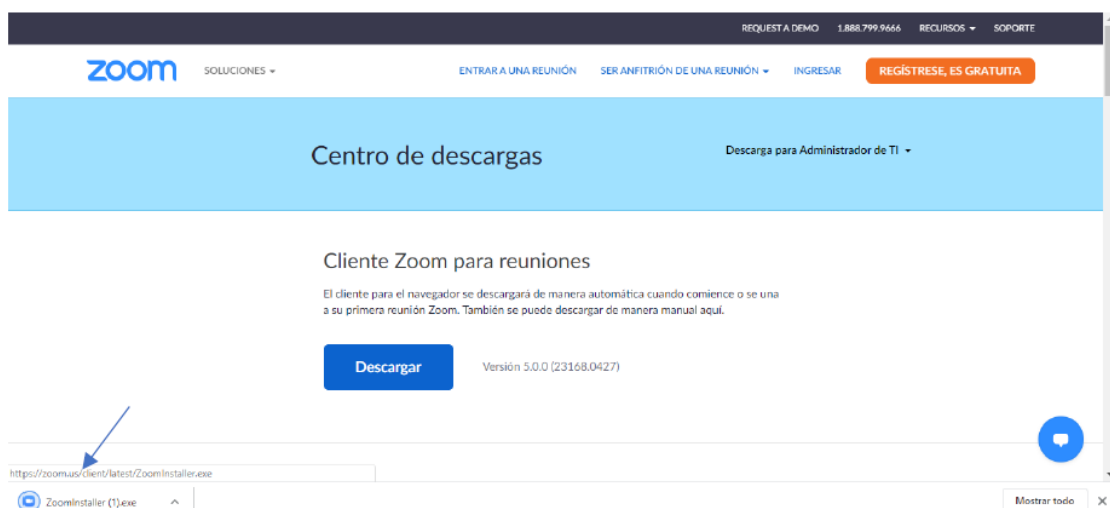 REQUEST A DEMO 1.888.799.9666 RECURSOS SOPORTE
zoom SOLUCIONES ENTRAR A UNA REUNIÓN SER ANFITRIÓN DE UNA REUNIÓN INGRESAR REGÍSTRESE, ES GRATUITA
Centro de descargas Descarga para Administrador de TI
Cliente Zoom para reuniones
El cliente para el navegador se descargará de manera automática cuando comience o se una
a su primera reunión Zoom. También se puede descargar de manera manual aquí.
Descargar Versión 5.0.0 (23168.0427)
https://zoom.us/client/latest/ZoomInstaller.exe
ZoomInstaller (1).exe Mostrar todo